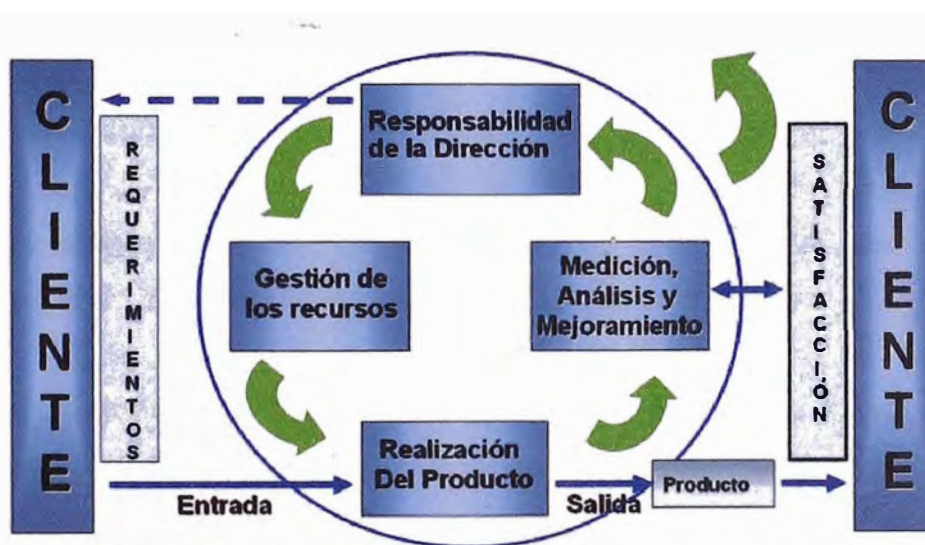 CLIENTE
REQUERIMIENTOS
Responsabilidad
de la Dirección
Gestión de
los recursos
Medición,
Análisis y
Mejoramiento
Realización
Del Producto
Entrada
Salida
Producto
SATISFACCIÓN
CLIENTE